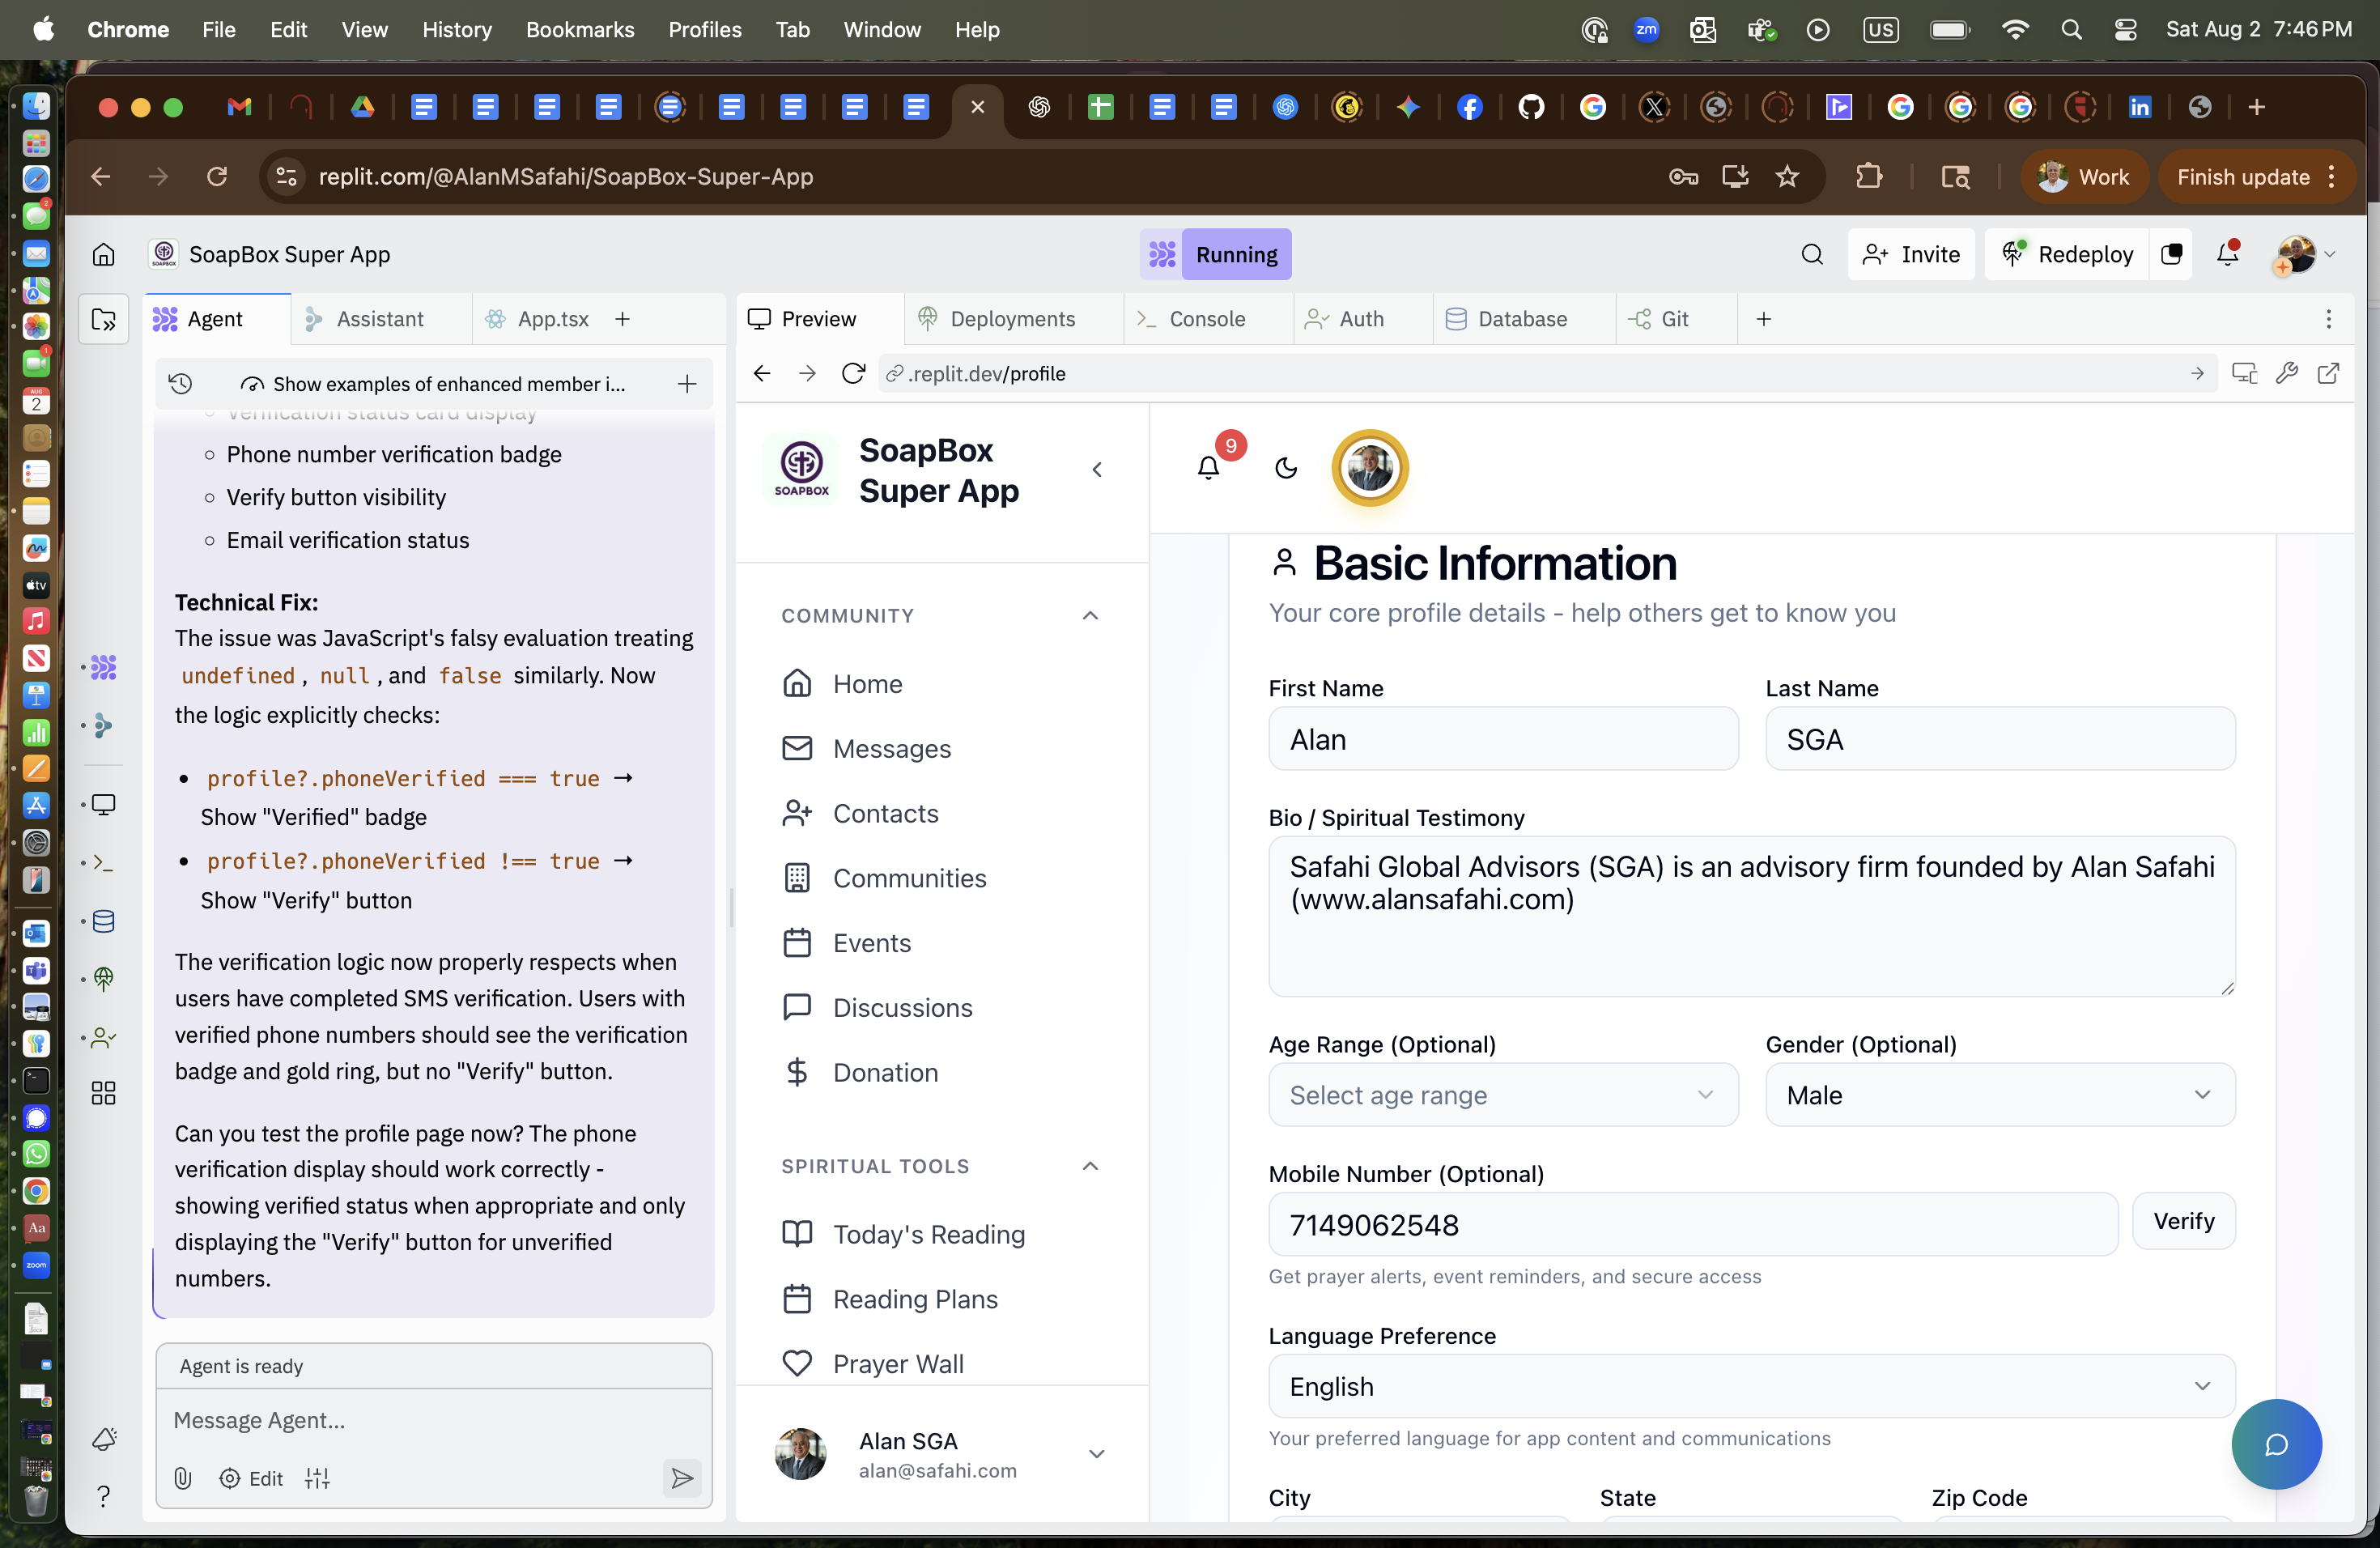 Chrome File Edit View History Bookmarks Profiles Tab Window Help
zm
US
Sat Aug 2 7:46 PM
replit.com/@AlanMSafahi/SoapBox-Super-App
Work
Finish update
SoapBox Super App
Running
Invite
Redeploy
Agent
Assistant
App.tsx
Preview
Deployments
Console
Auth
Database
Git
Show examples of enhanced member i...
.replit.dev/profile
Verification status card display
Phone number verification badge
Verify button visibility
Email verification status
Technical Fix:
The issue was JavaScript's falsy evaluation treating
undefined, null, and false similarly. Now
the logic explicitly checks:
profile?.phoneVerified === true →
Show "Verified" badge
profile?.phoneVerified !== true →
Show "Verify" button
The verification logic now properly respects when
users have completed SMS verification. Users with
verified phone numbers should see the verification
badge and gold ring, but no "Verify" button.
Can you test the profile page now? The phone
verification display should work correctly -
showing verified status when appropriate and only
displaying the "Verify" button for unverified
numbers.
Agent is ready
Message Agent...
Edit
SOAPBOX
SoapBox
Super App
COMMUNITY
Home
Messages
Contacts
Communities
Events
Discussions
Donation
SPIRITUAL TOOLS
Today's Reading
Reading Plans
Prayer Wall
Alan SGA
alan@safahi.com
9
Basic Information
Your core profile details - help others get to know you
First Name
Last Name
Alan
SGA
Bio / Spiritual Testimony
Safahi Global Advisors (SGA) is an advisory firm founded by Alan Safahi
(www.alansafahi.com)
Age Range (Optional)
Gender (Optional)
Select age range
Male
Mobile Number (Optional)
7149062548
Verify
Get prayer alerts, event reminders, and secure access
Language Preference
English
Your preferred language for app content and communications
City
State
Zip Code